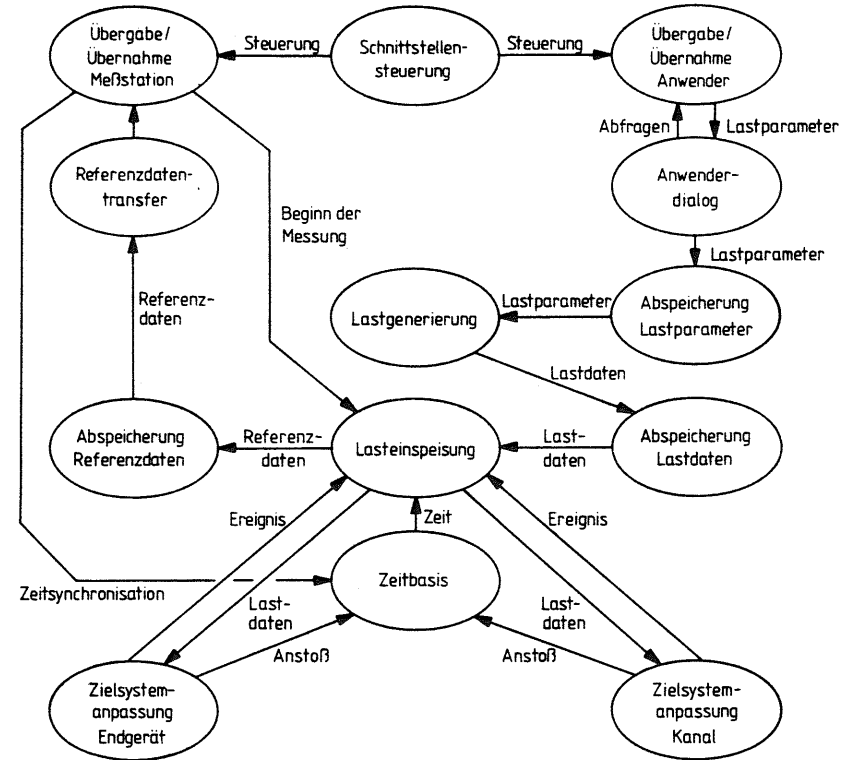 Übergabe/
Übernahme
Meßstation
Steuerung
Schnittstellen-
steuerung
Steuerung
Übergabe/
Übernahme
Anwender
Abfragen
Lastparameter
Referenzdaten-
transfer
Anwender-
dialog
Beginn der
Messung
Lastparameter
Referenz-
daten
Lastgenerierung
Lastparameter
Abspeicherung
Lastparameter
Lastdaten
Abspeicherung
Referenzdaten
Referenz-
daten
Lasteinspeisung
Last-
daten
Abspeicherung
Lastdaten
Ereignis
Zeit
Ereignis
Zeitsynchronisation
Zeitbasis
Last-
daten
Last-
daten
Anstoß
Anstoß
Zielsystem-
anpassung
Endgerät
Zielsystem-
anpassung
Kanal